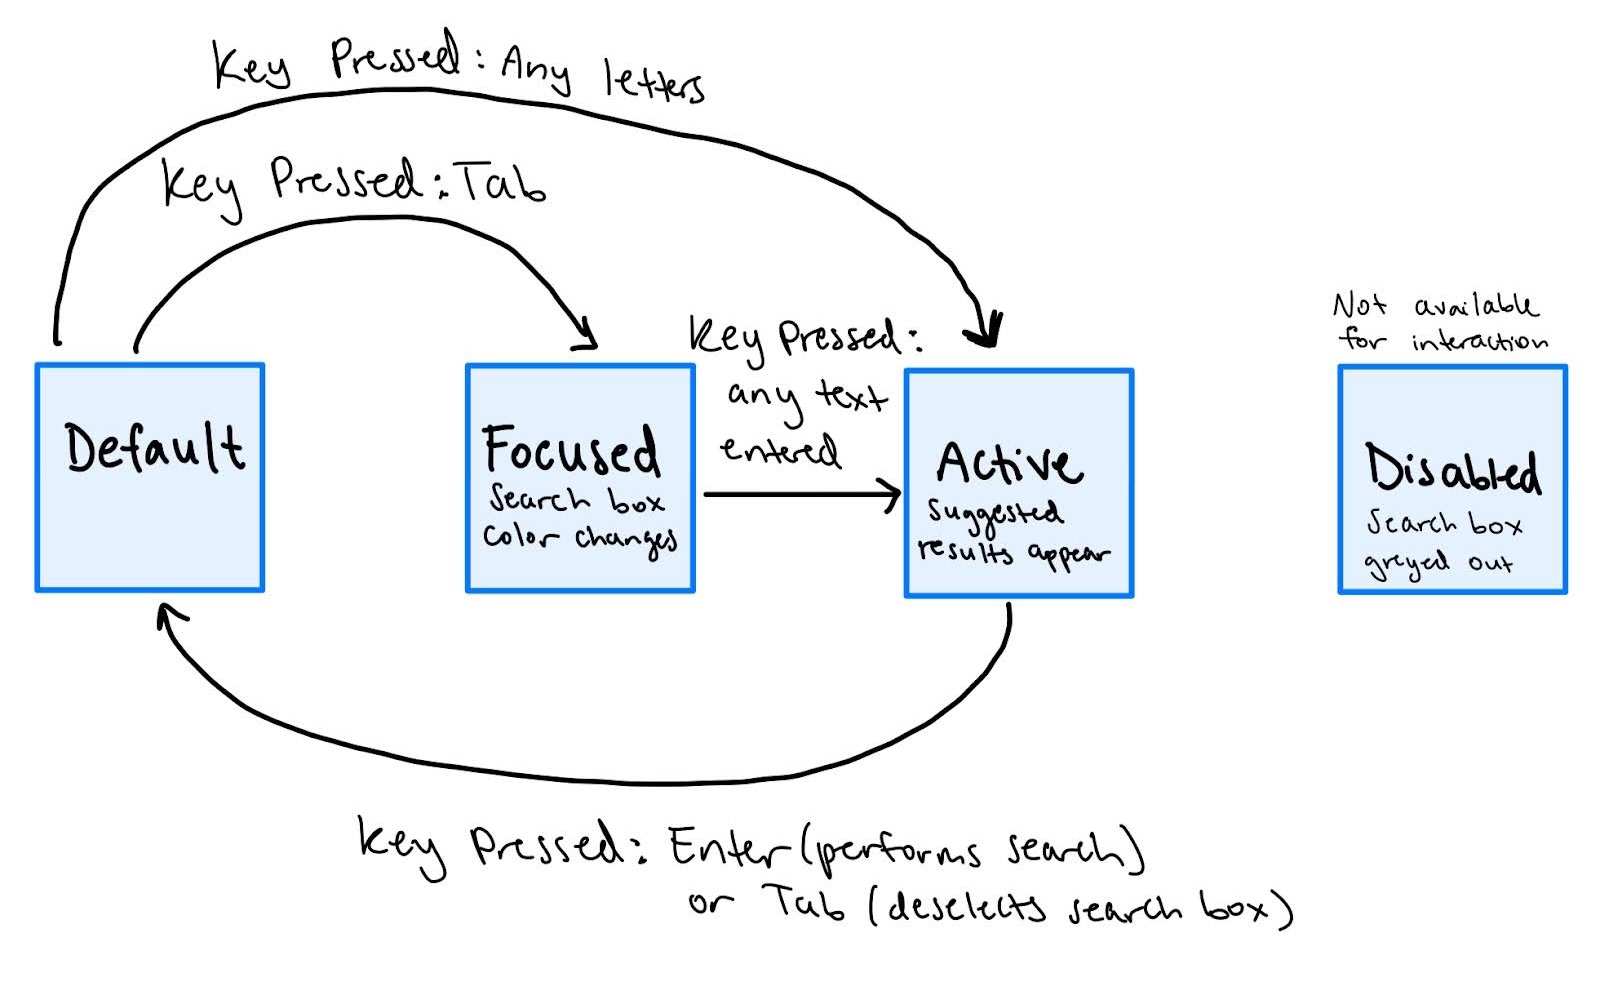 Key Pressed: Any letters
Key Pressed: Tab
Not available
for interaction
Key Pressed:
any text
entered
Default
Focused
Search box
color changes
Active
Suggested
results appear
Disabled
Search box
greyed out
Key Pressed: Enter (performs search)
or Tab (deselects search box)